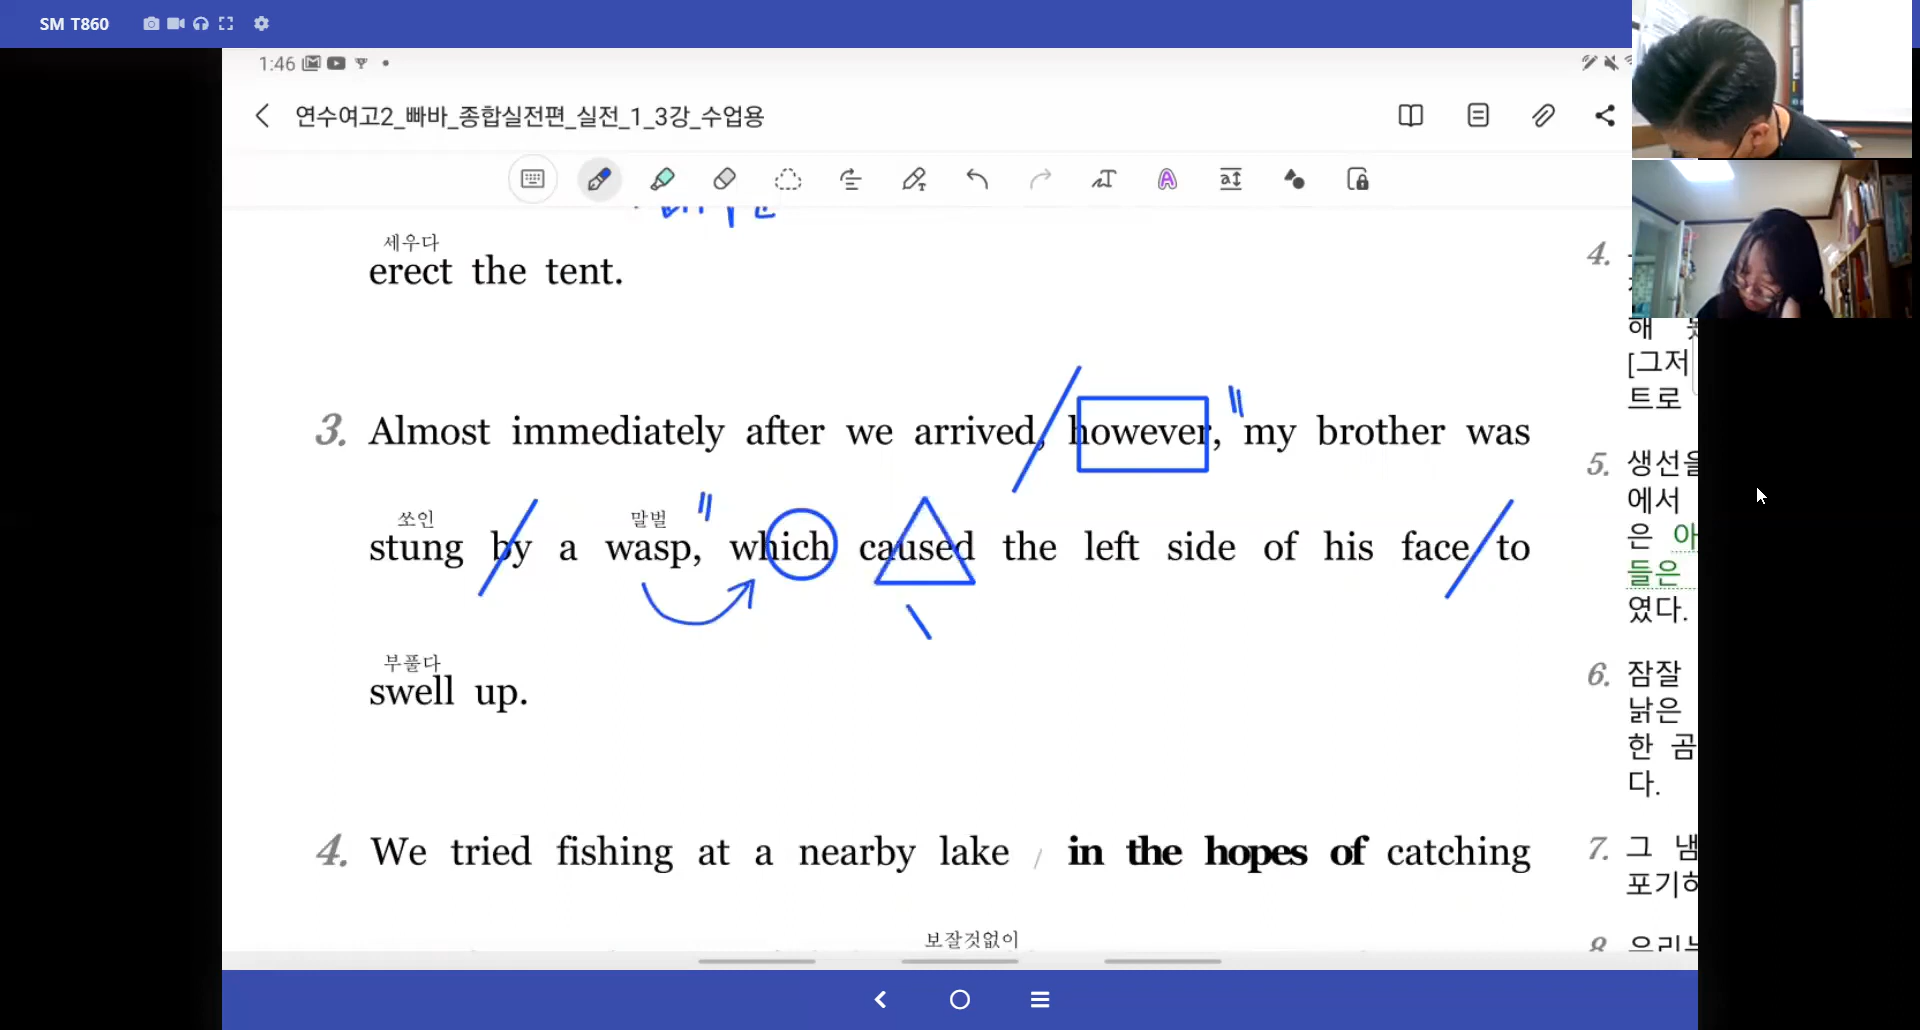 SM T860
1:46
연수여고2_빠바_종합실전편_실전_1_3강_수업용
세우다
erect the tent.
3. Almost immediately after we arrived, however, my brother was
쏘인 말벌
stung by a wasp, which caused the left side of his face to
부풀다
swell up.
4. We tried fishing at a nearby lake / in the hopes of catching
보잘것없이
4.
해
[그저
트로
5. 생선을
에서
은 아
들은
였다.
6. 잠잘
낡은
한 곰
다.
7. 그 냄
포기하
8. 우리는